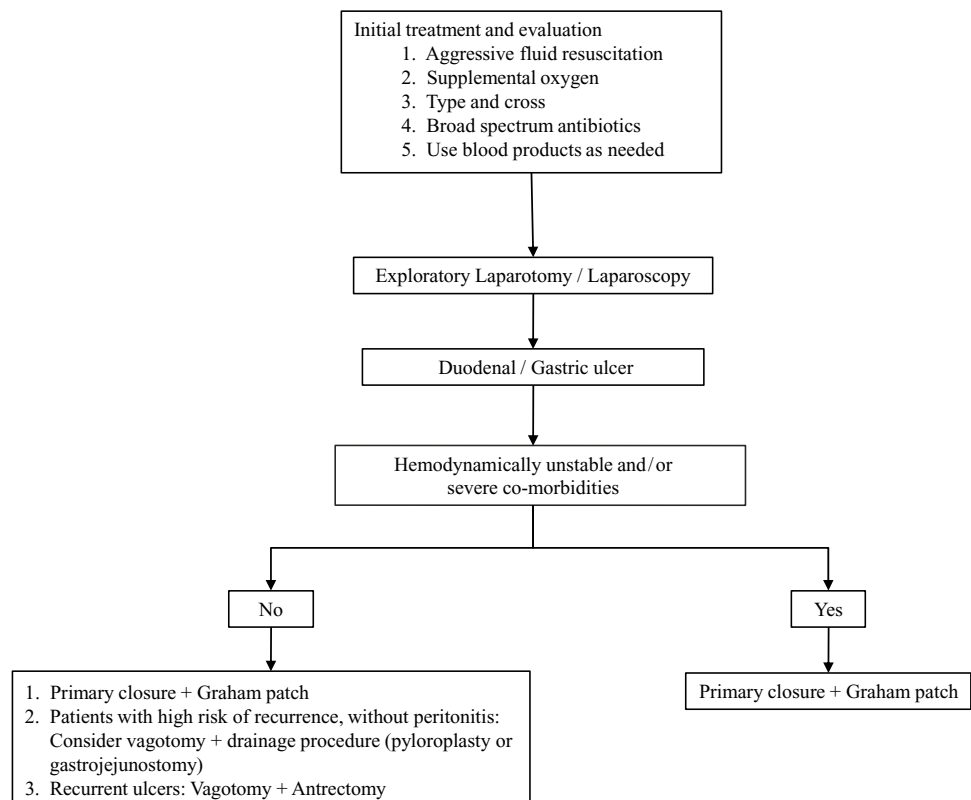 Initial treatment and evaluation
1. Aggressive fluid resuscitation
2. Supplemental oxygen
3. Type and cross
4. Broad spectrum antibiotics
5. Use blood products as needed
Exploratory Laparotomy / Laparoscopy
Duodenal / Gastric ulcer
Hemodynamically unstable and/or
severe co-morbidities
No
Yes
1. Primary closure + Graham patch
2. Patients with high risk of recurrence, without peritonitis:
Consider vagotomy + drainage procedure (pyloroplasty or
gastrojejunostomy)
3. Recurrent ulcers: Vagotomy + Antrectomy
Primary closure + Graham patch